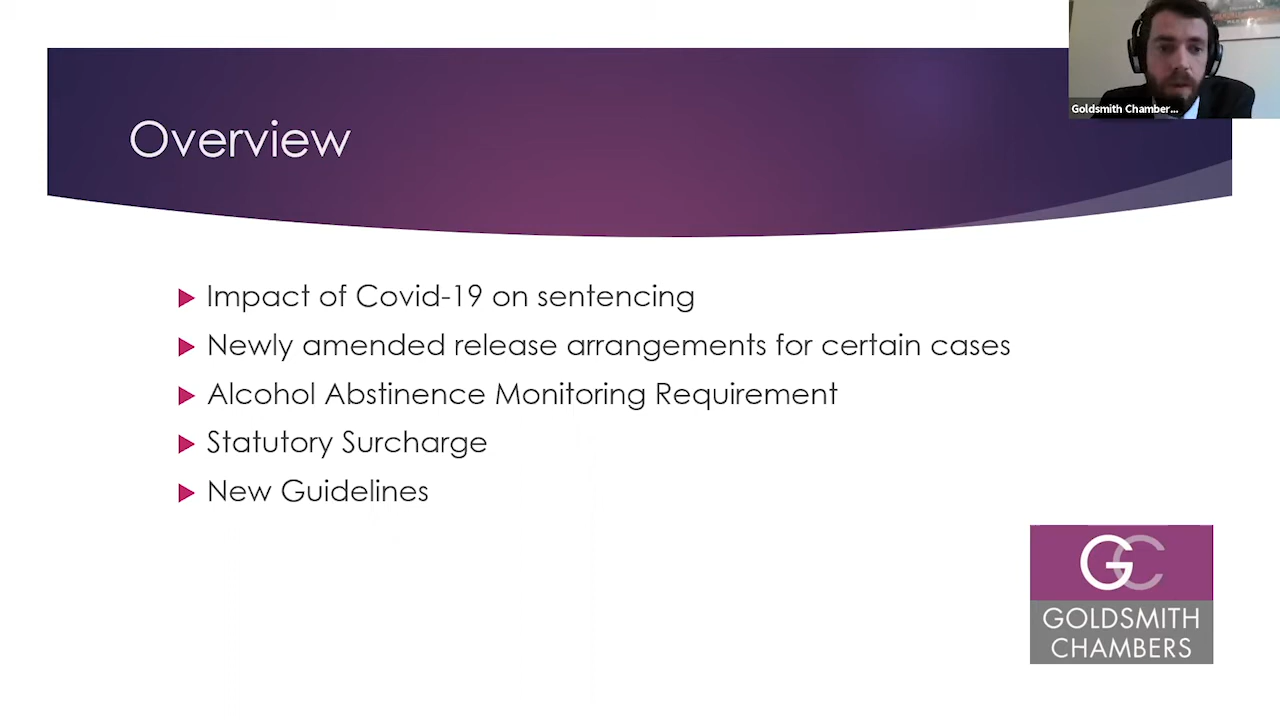 Overview
Goldsmith Chamber...
Impact of Covid-19 on sentencing
Newly amended release arrangements for certain cases
Alcohol Abstinence Monitoring Requirement
Statutory Surcharge
New Guidelines
GC
GOLDSMITH
CHAMBERS